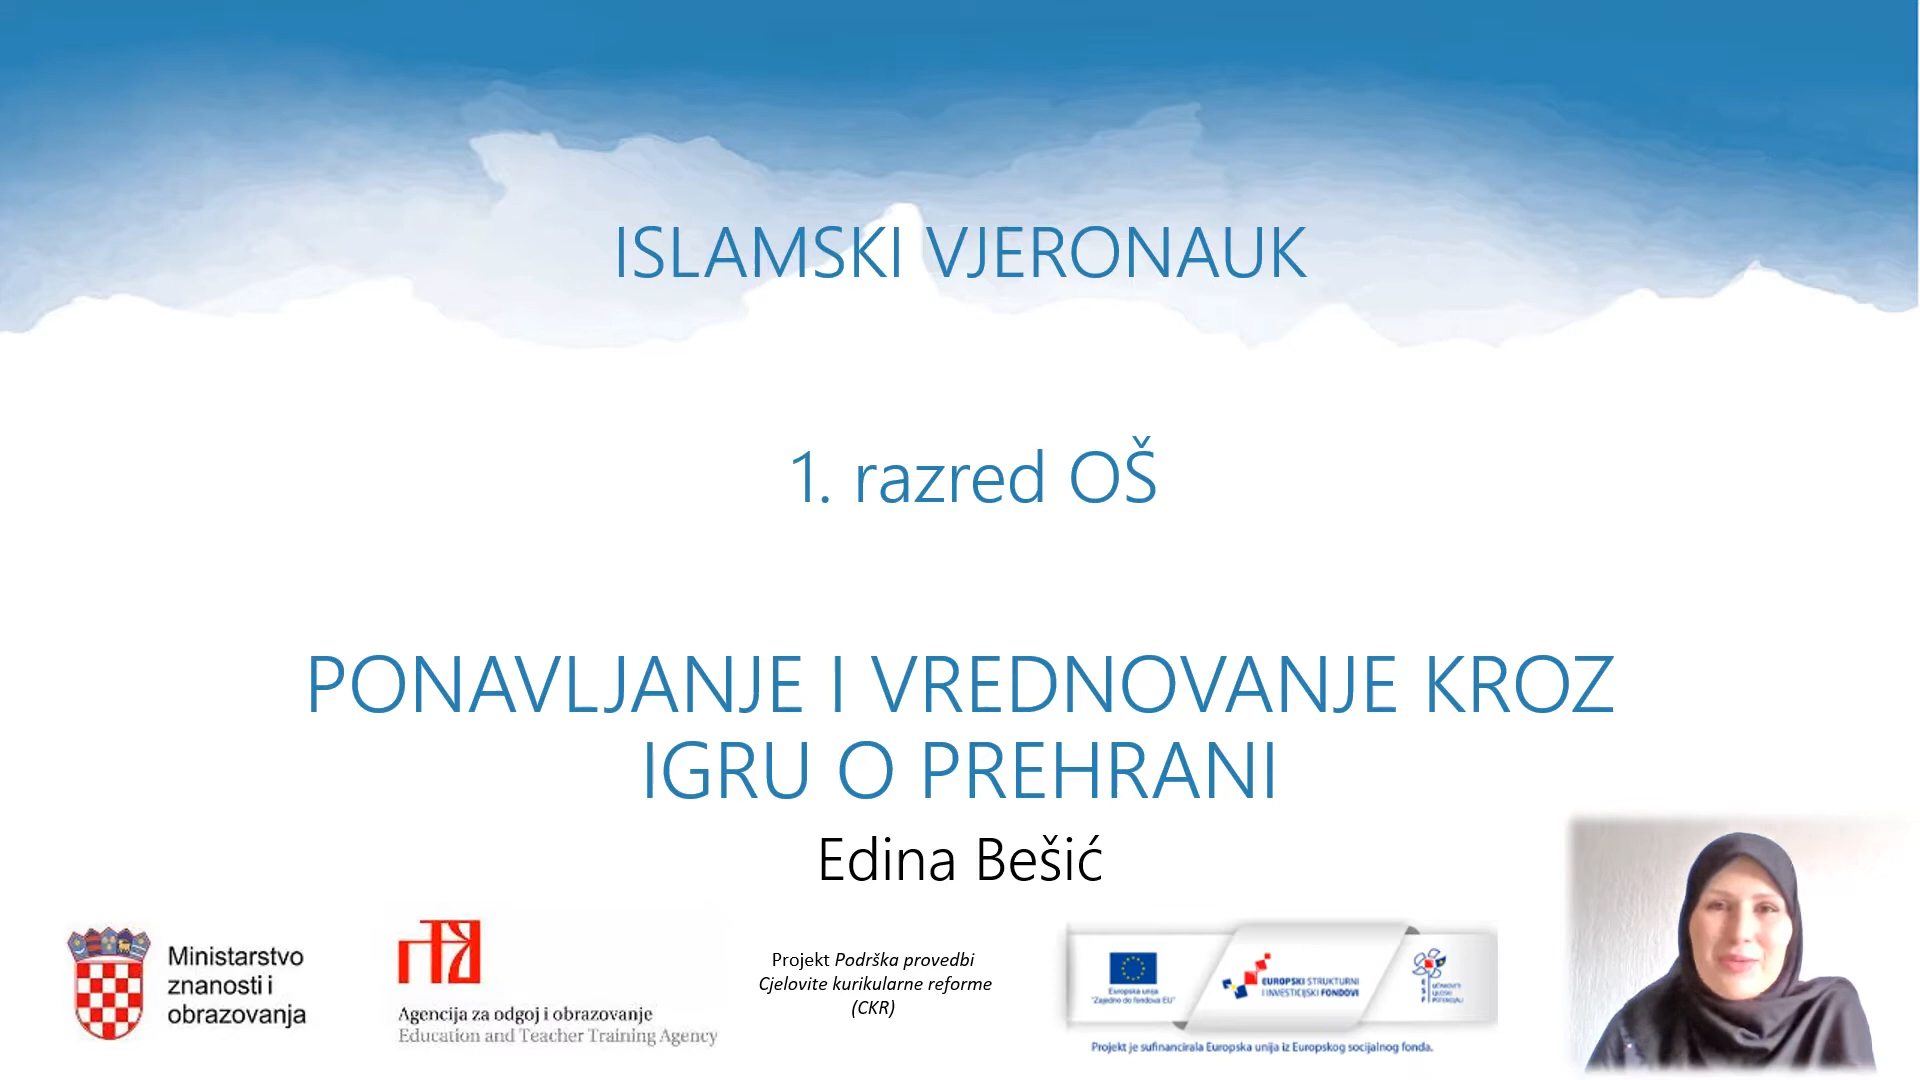 ISLAMSKI VJERONAUK
1. razred OŠ
PONAVLJANJE I VREDNOVANJE KROZ
IGRU O PREHRANI
Edina Bešić
Ministarstvo
znanosti i
obrazovanja
Agencija za odgoj i obrazovanje
Education and Teacher Training Agency
Projekt Podrška provedbi
Cjelovite kurikularne reforme
(CKR)
Europska unija
"Zajedno do fondova EU"
EUROPSKI STRUKTURNI
I INVESTICIJSKI FONDOVI
Projekt je sufinancirala Europska unija iz Europskog socijalnog fonda.